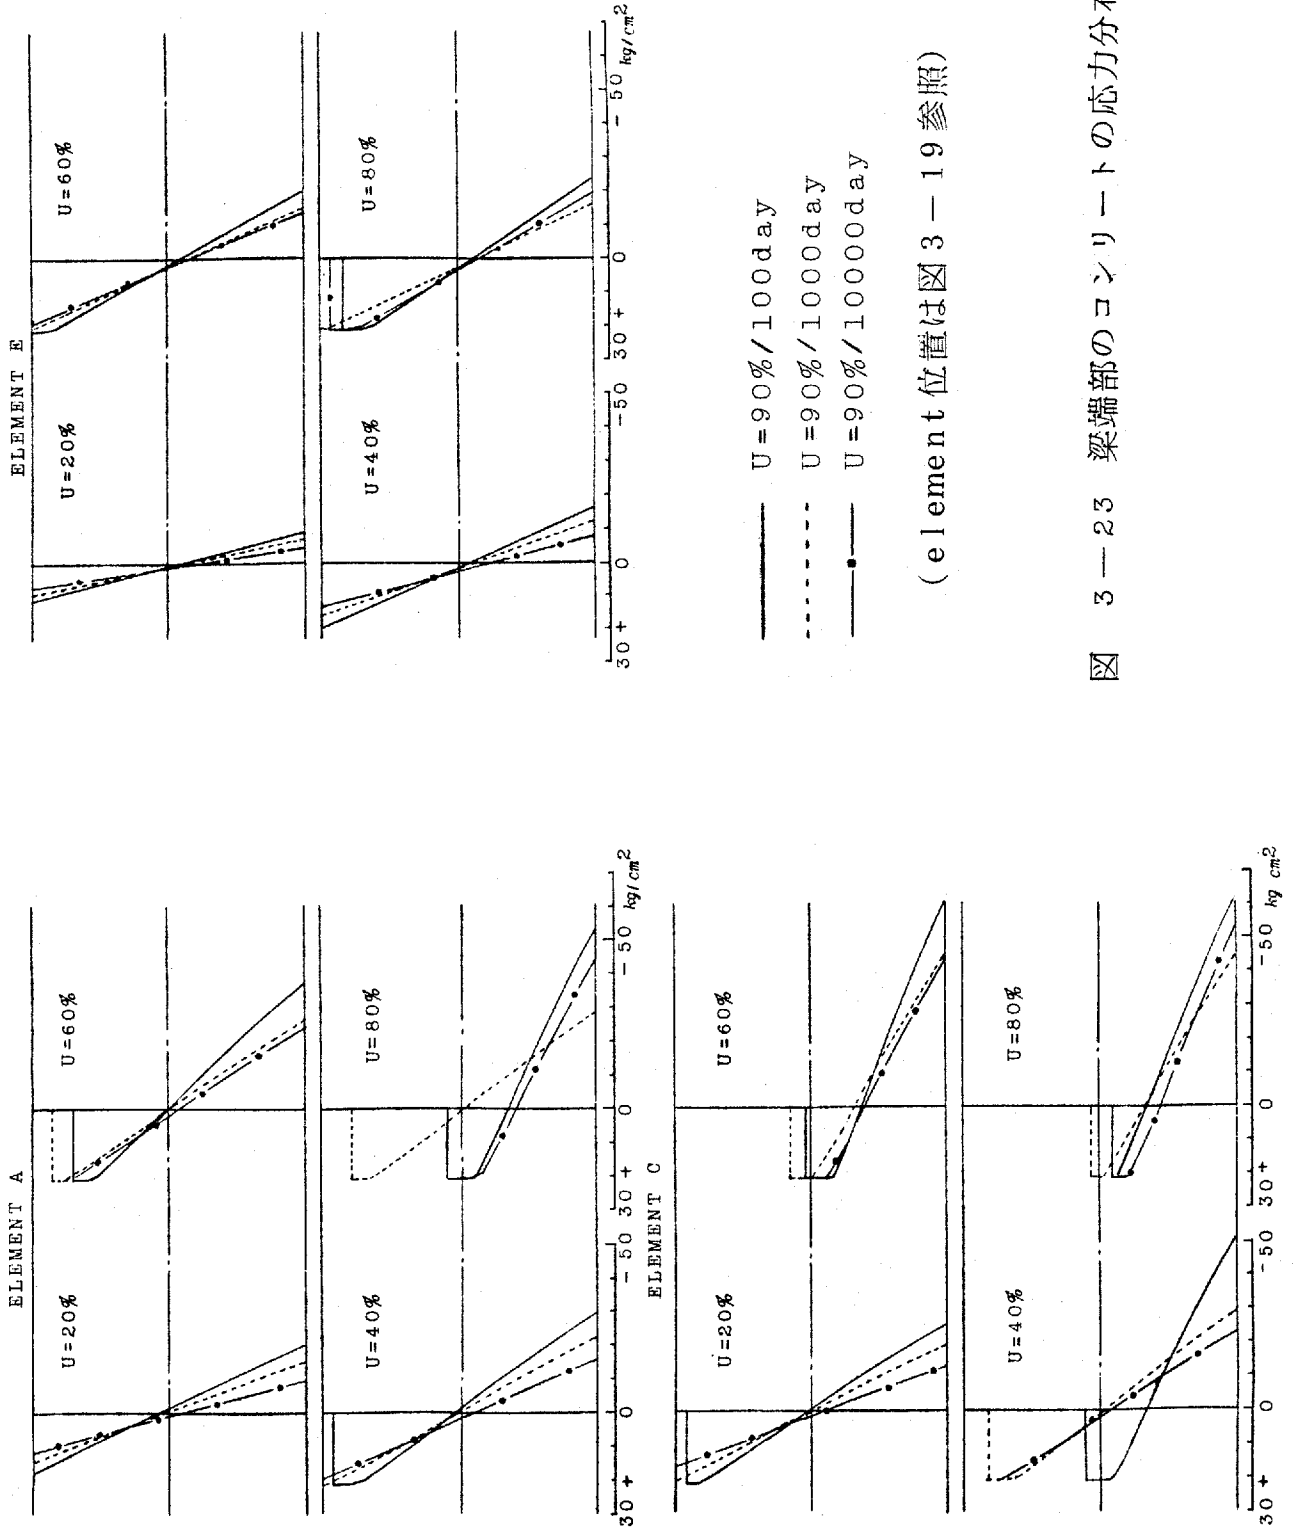 ELEMENT A
U=20%
U=60%
U=40%
U=80%
30 + 0 -50
30 + 0 -50 kg/cm2
ELEMENT C
U=20%
U=60%
U=40%
U=80%
30 + 0 -50
30 + 0 -50 kg cm2
ELEMENT E
U=20%
U=60%
U=40%
U=80%
30 + 0 -50
30 + 0 -50 kg/cm2
U=90%/100day
U=90%/1000day
U=90%/10000day
(element位置は図3-19参照)
図 3-23 梁端部のコンリートの応力分